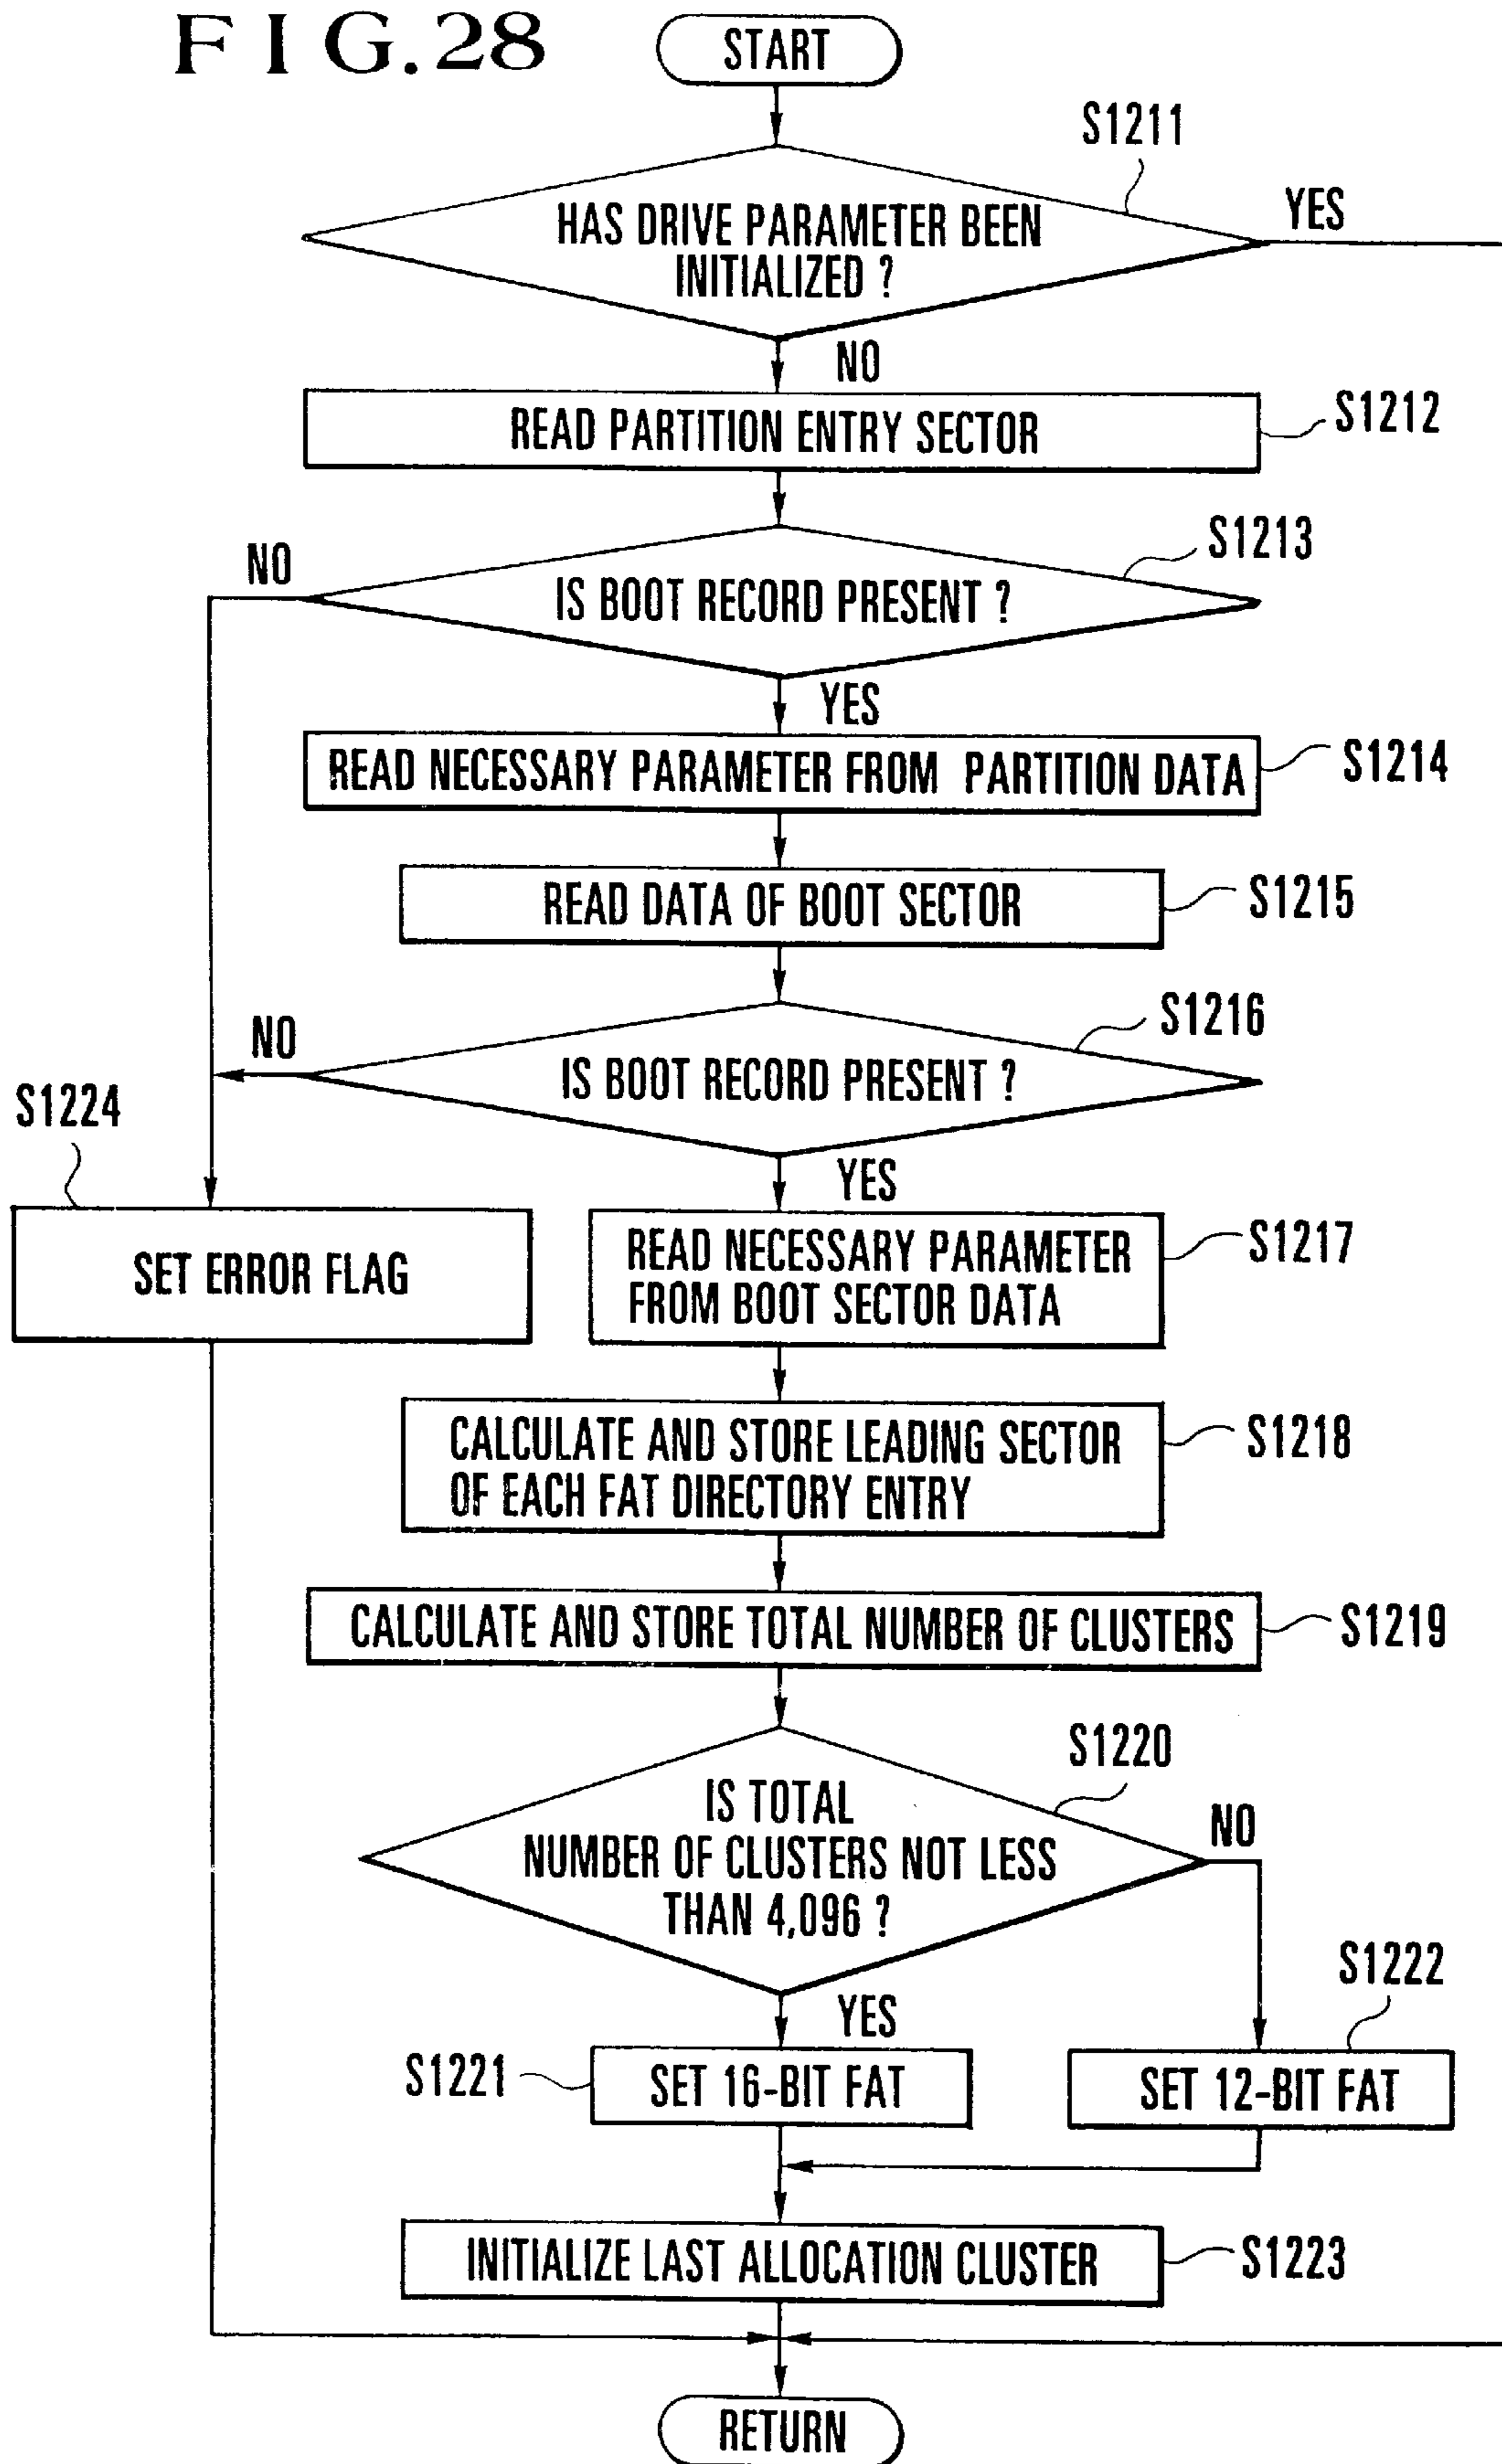 FIG.28
START
S1211
HAS DRIVE PARAMETER BEEN
INITIALIZED ?
YES
NO
READ PARTITION ENTRY SECTOR
S1212
S1213
NO
IS BOOT RECORD PRESENT ?
YES
READ NECESSARY PARAMETER FROM PARTITION DATA
S1214
READ DATA OF BOOT SECTOR
S1215
S1216
NO
IS BOOT RECORD PRESENT ?
S1224
YES
SET ERROR FLAG
READ NECESSARY PARAMETER
FROM BOOT SECTOR DATA
S1217
CALCULATE AND STORE LEADING SECTOR
OF EACH FAT DIRECTORY ENTRY
S1218
CALCULATE AND STORE TOTAL NUMBER OF CLUSTERS
S1219
S1220
IS TOTAL
NUMBER OF CLUSTERS NOT LESS
THAN 4,096 ?
NO
YES
S1222
S1221
SET 16-BIT FAT
SET 12-BIT FAT
INITIALIZE LAST ALLOCATION CLUSTER
S1223
RETURN